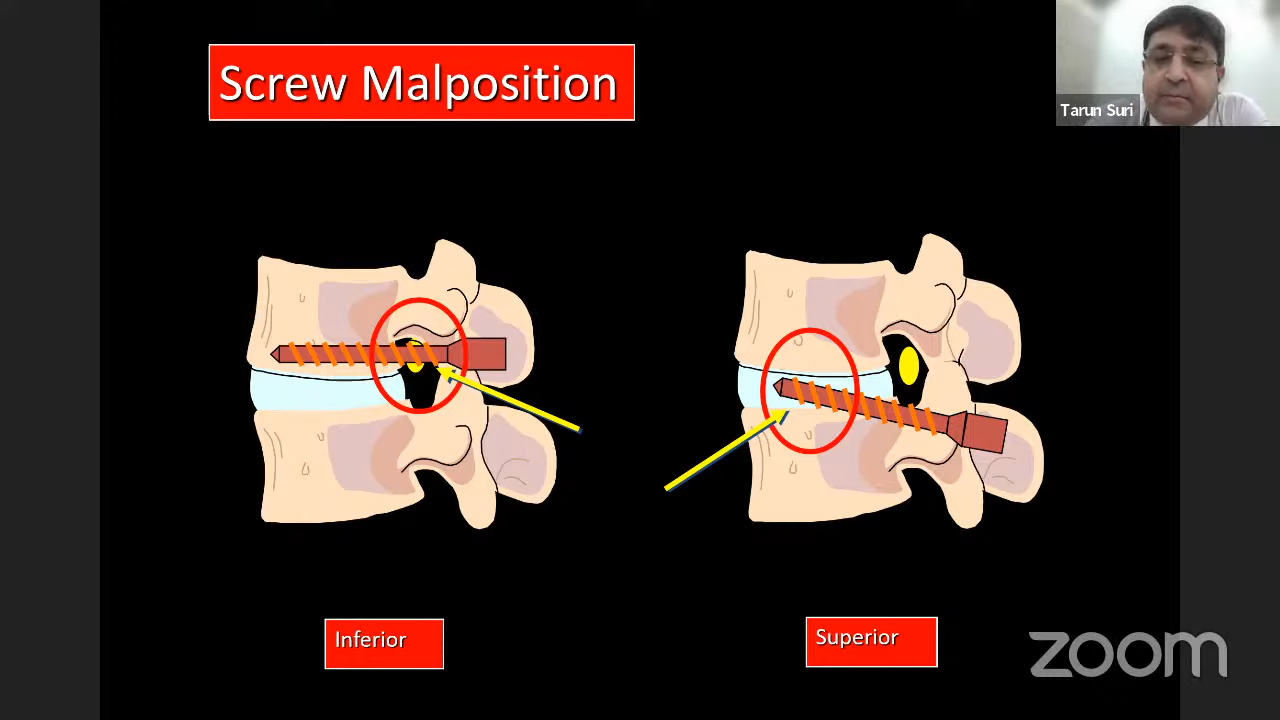 Screw Malposition
Tarun Suri
Inferior
Superior
zoom